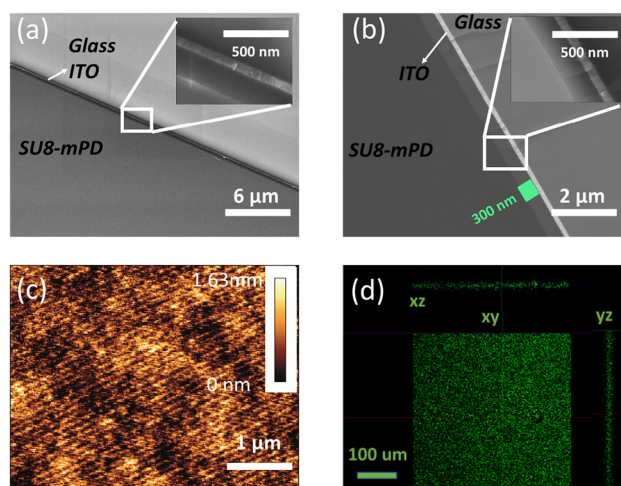 (a)
Glass
ITO
500 nm
SU8-mPD
6 μm
(b)
Glass
ITO
500 nm
SU8-mPD
300 nm
2 μm
(c)
1.63nm
0 nm
1 μm
(d)
xz
xy
yz
100 um